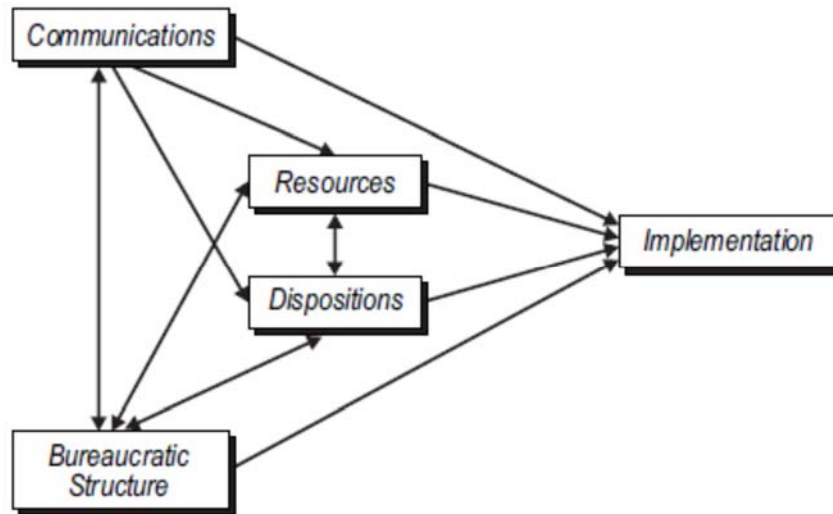 Communications
Resources
Implementation
Dispositions
Bureaucratic
Structure